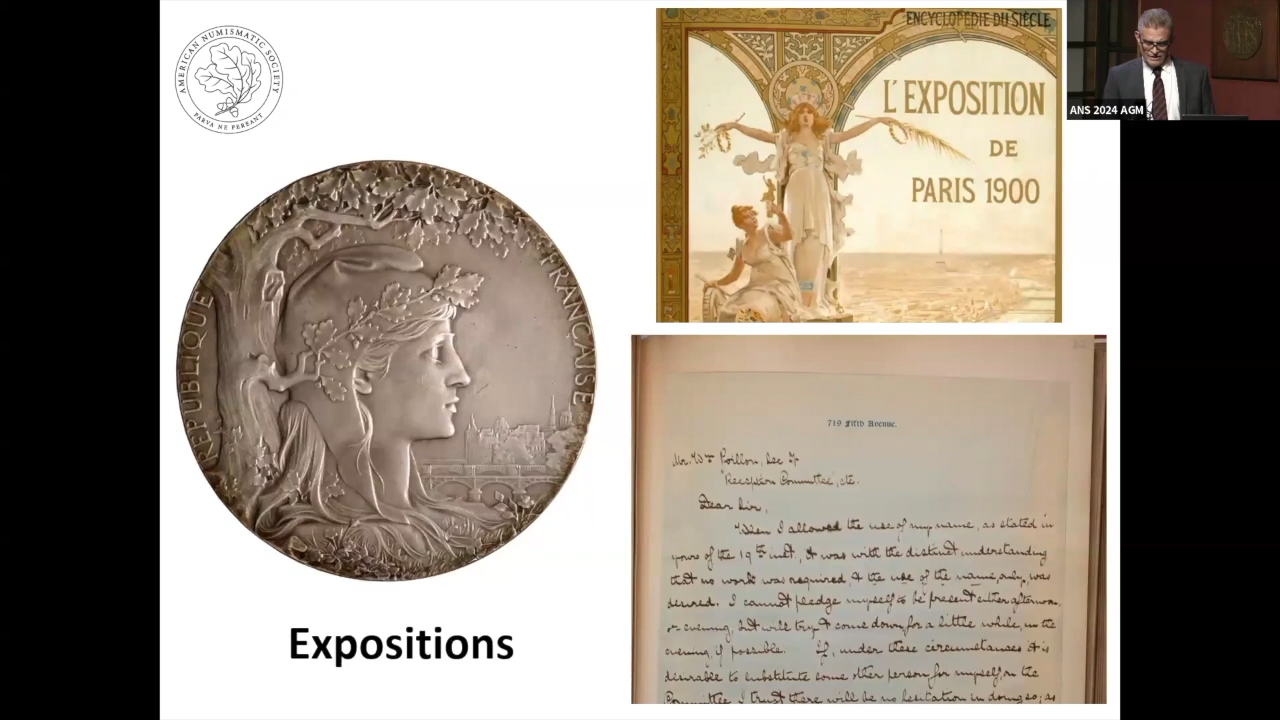 AMERICAN NUMISMATIC SOCIETY
PARVA NE PEREANT
ENCYCLOPÉDIE DU SIÈCLE
L'EXPOSITION
DE
PARIS 1900
ANS 2024 AGM
REPUBLIQUE
FRANÇAISE
719 Fifth Avenue.
Mr. Wm Poillon, Sec of
"Reception Committee", etc.
Dear Sir,
When I allowed the use of my name, as stated in
yours of the 19th inst., it was with the distinct understanding
that no work was required, & the use of the name, only, was
desired. I cannot pledge myself to be present either afternoon
or evening, but will try & come down for a little while, in the
evening, if possible. If, under these circumstances it is
desirable to substitute some other person for myself, on the
Committee, I trust there will be no hesitation in doing so; as
Expositions